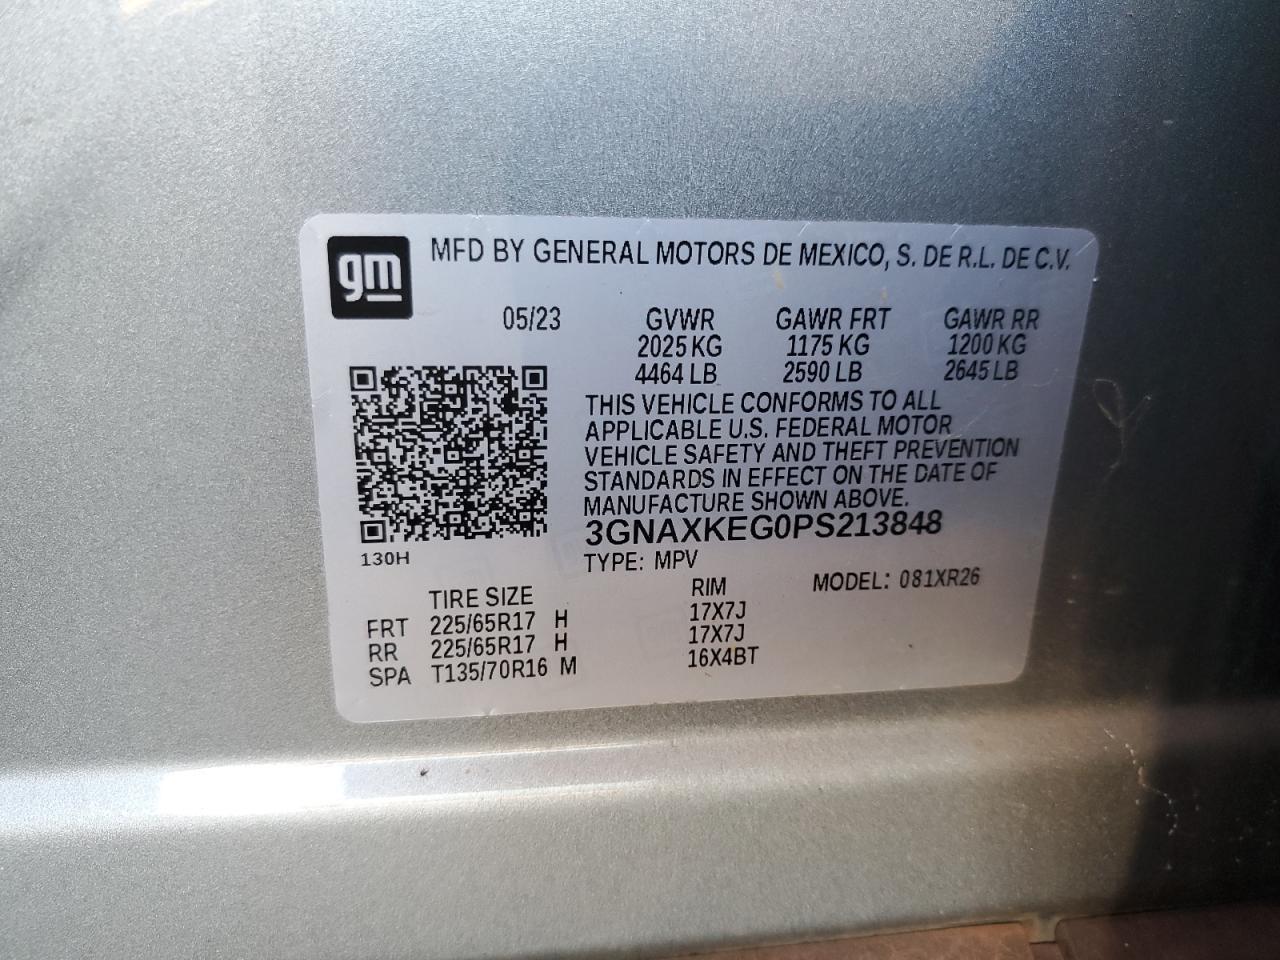 gm MFD BY GENERAL MOTORS DE MEXICO, S. DE R.L. DE C.V.
05/23 GVWR GAWR FRT GAWR RR
2025 KG 1175 KG 1200 KG
4464 LB 2590 LB 2645 LB
THIS VEHICLE CONFORMS TO ALL
APPLICABLE U.S. FEDERAL MOTOR
VEHICLE SAFETY AND THEFT PREVENTION
STANDARDS IN EFFECT ON THE DATE OF
MANUFACTURE SHOWN ABOVE.
3GNAXKEG0PS213848
130H
TYPE: MPV
TIRE SIZE RIM MODEL: 081XR26
FRT 225/65R17 H 17X7J
RR 225/65R17 H 17X7J
SPA T135/70R16 M 16X4BT